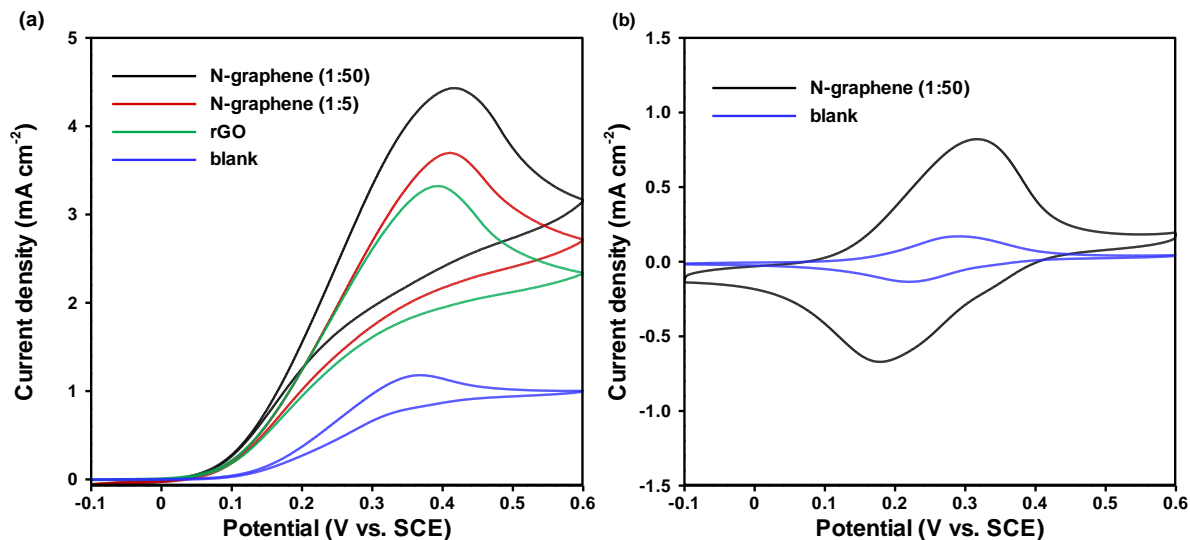 (a)
5
4
3
2
1
0
-0.1
0
0.1
0.2
0.3
0.4
0.5
0.6
Current density (mA cm-2)
Potential (V vs. SCE)
N-graphene (1:50)
N-graphene (1:5)
rGO
blank
(b)
1.5
1.0
0.5
0.0
-0.5
-1.0
-1.5
-0.1
0
0.1
0.2
0.3
0.4
0.5
0.6
Current density (mA cm-2)
Potential (V vs. SCE)
N-graphene (1:50)
blank